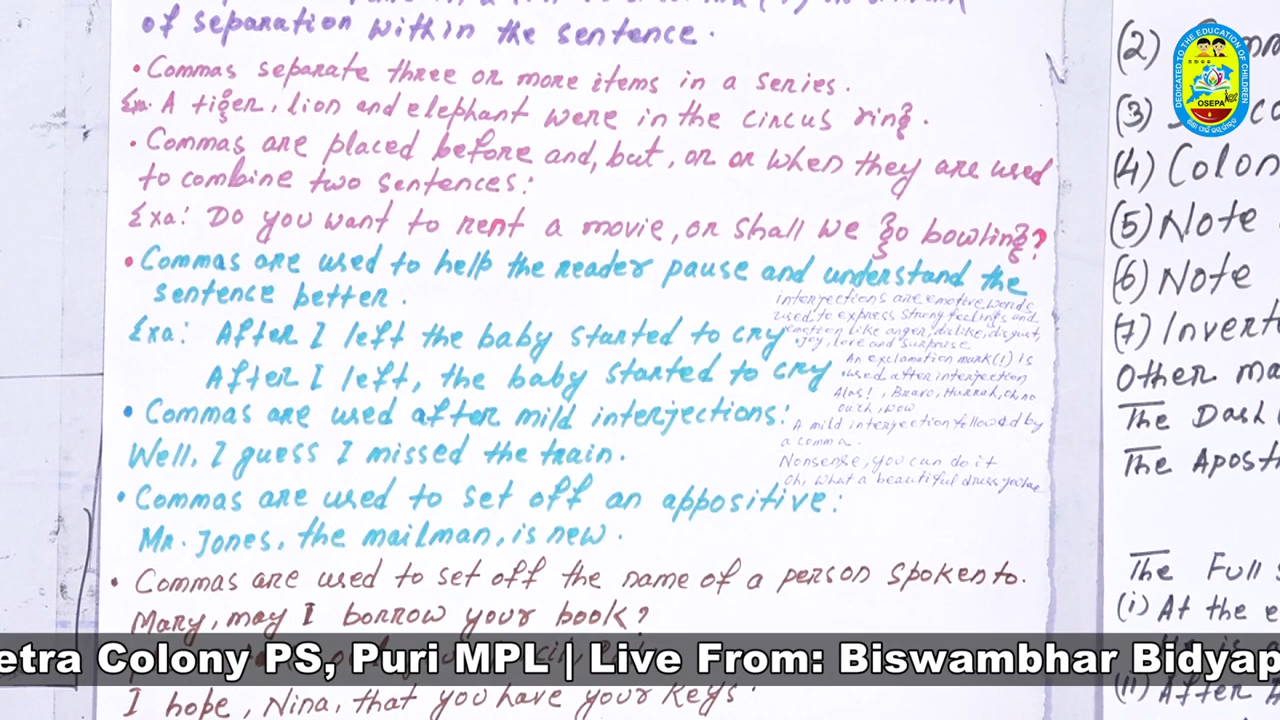 of separation within the sentence.
• Commas separate three or more items in a series.
Ex: A tiger, lion and elephant were in the circus ring.
• Commas are placed before and, but, or or when they are used
to combine two sentences:
Exa: Do you want to rent a movie, or shall we go bowling?
• Commas are used to help the reader pause and understand the
sentence better.
Exa: After I left the baby started to cry
After I left, the baby started to cry
• Commas are used after mild interjections:
Well, I guess I missed the train.
• Commas are used to set off an appositive:
Mr. Jones, the mailman, is new.
• Commas are used to set off the name of a person spoken to.
Mary, may I borrow your book?
I hope, Nina, that you have your keys.
interjections are emotive words
used to express strong feelings and
emotion like anger, dislike, disgust,
joy, love and surprise
An exclamation mark(!) is
used after interjection
Alas!, Bravo, Hurrah, oh no
ouch, wow
A mild interjection followed by
a comma.
Nonsense, you can do it
Oh, what a beautiful dress you've
(2)
(3)
(4) Colon
(5) Note
(6) Note
(7) Invert
Other ma
The Dash
The Apost
The Full
(i) At the e
(ii) After
DEDICATED TO THE EDUCATION OF CHILDREN
OSEPA
etra Colony PS, Puri MPL | Live From: Biswambhar Bidyap